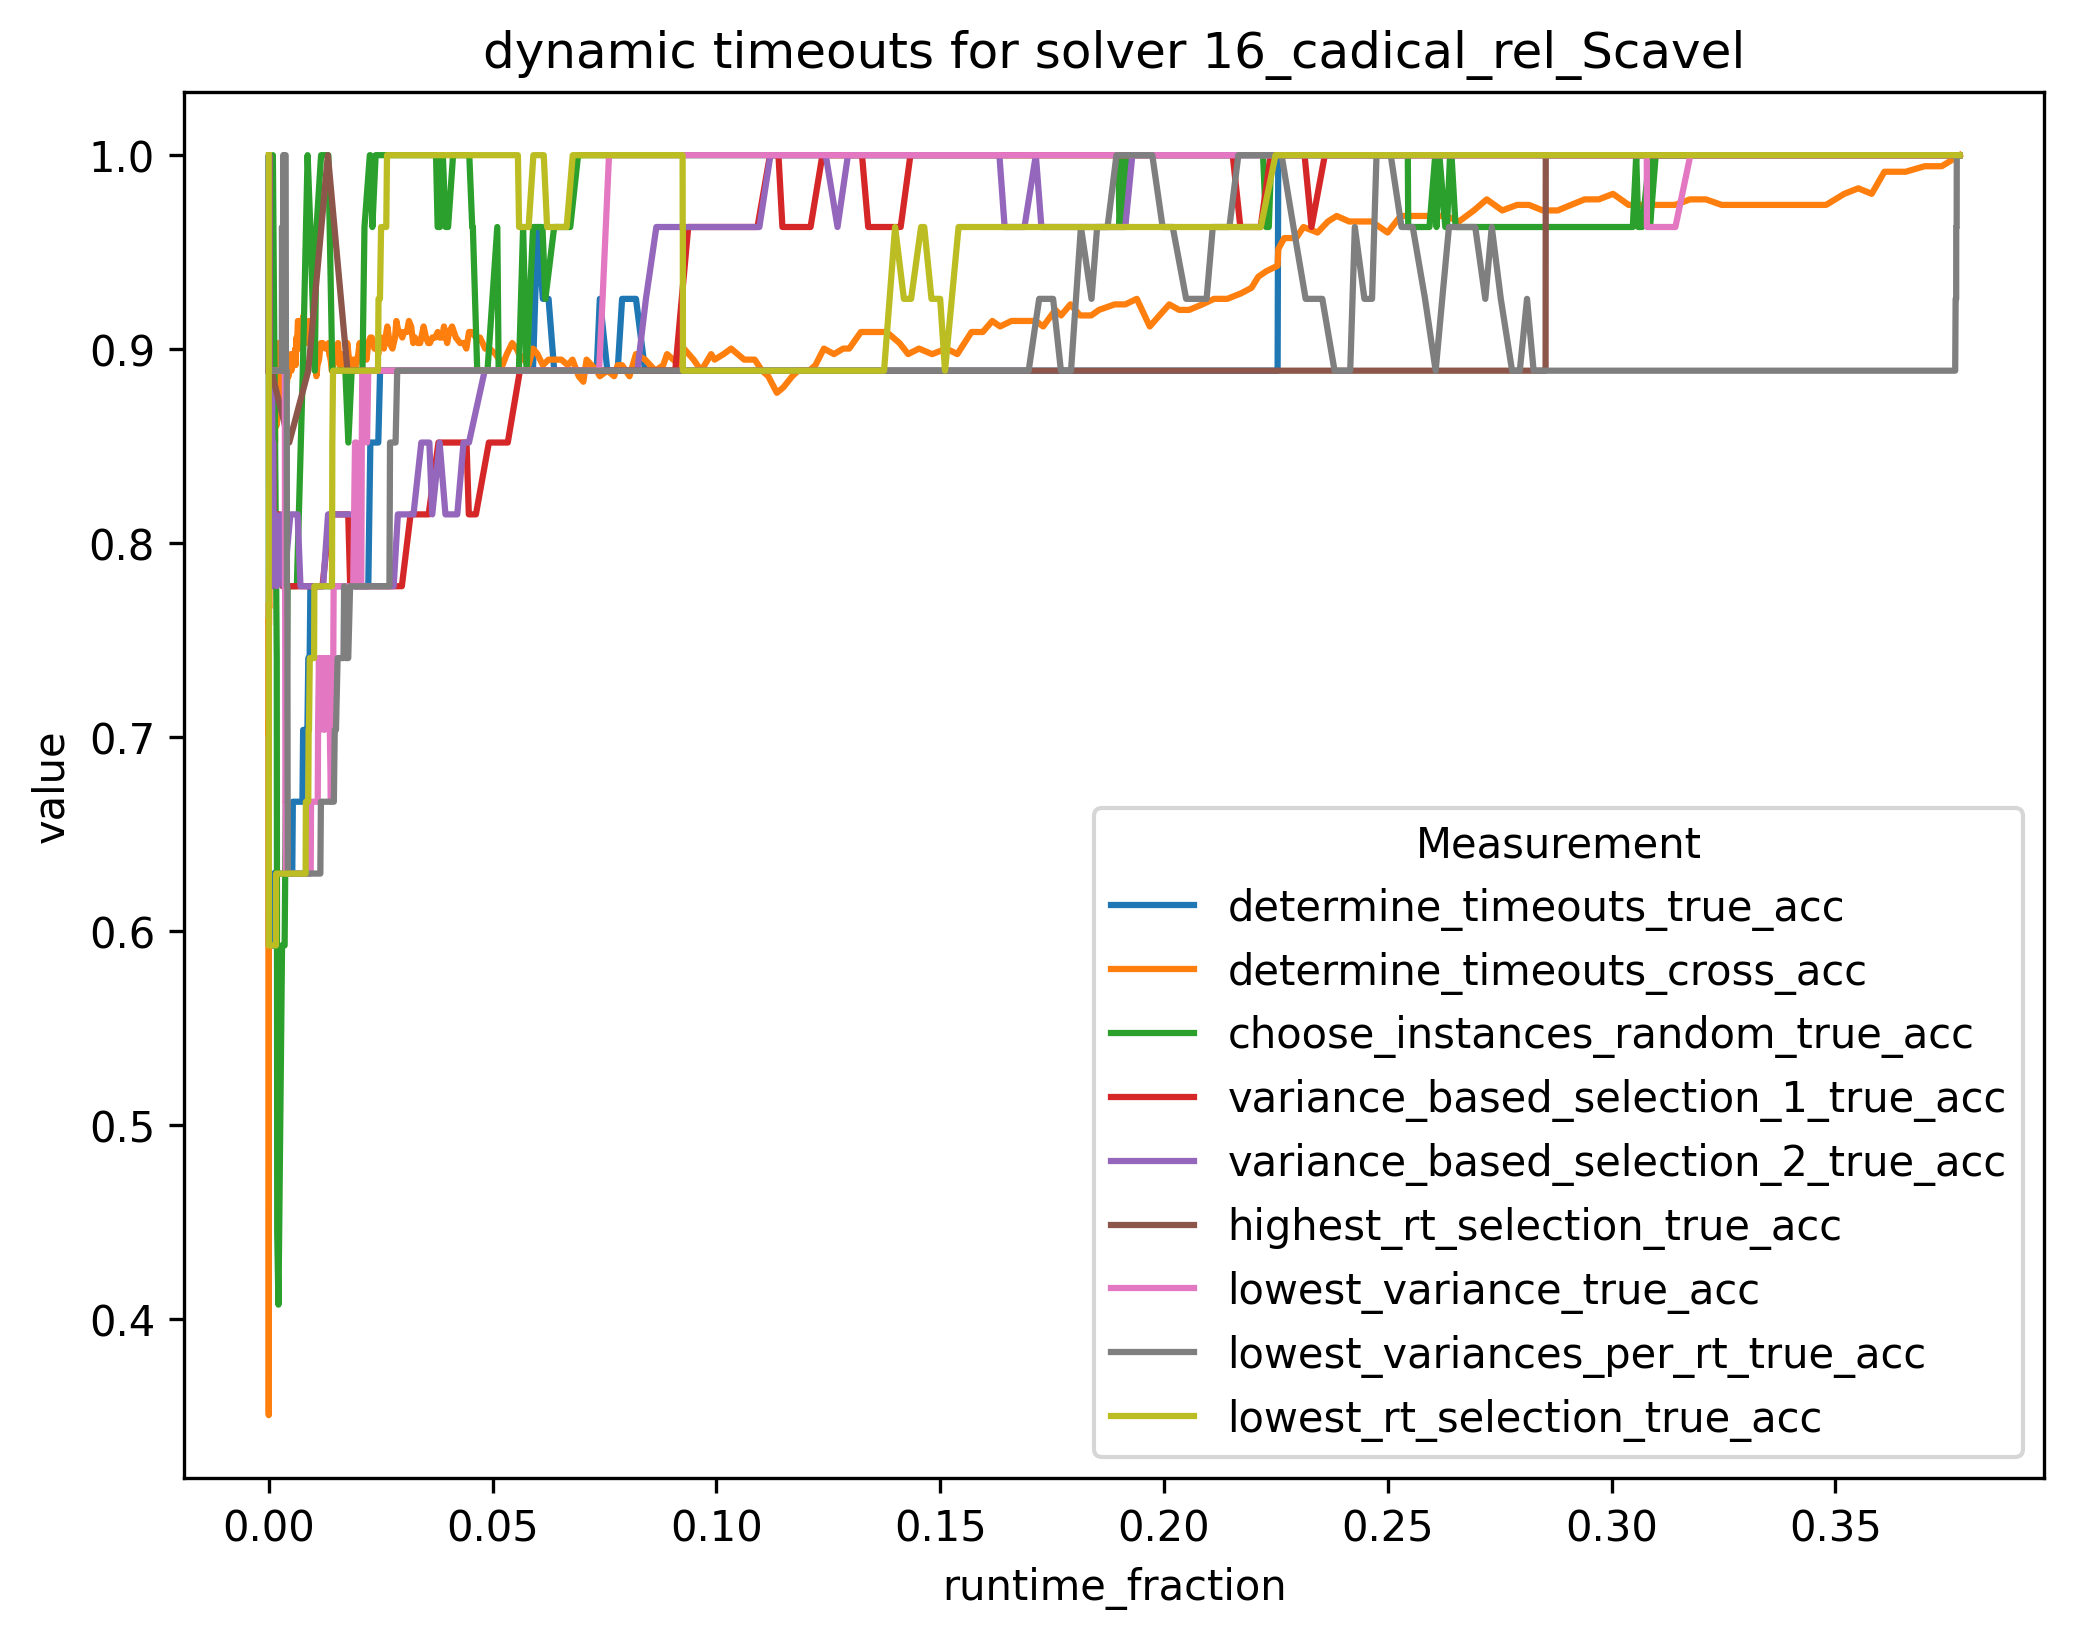 dynamic timeouts for solver 16_cadical_rel_Scavel
1.0
0.9
0.8
0.7
0.6
0.5
0.4
value
0.00 0.05 0.10 0.15 0.20 0.25 0.30 0.35
runtime_fraction
Measurement
determine_timeouts_true_acc
determine_timeouts_cross_acc
choose_instances_random_true_acc
variance_based_selection_1_true_acc
variance_based_selection_2_true_acc
highest_rt_selection_true_acc
lowest_variance_true_acc
lowest_variances_per_rt_true_acc
lowest_rt_selection_true_acc